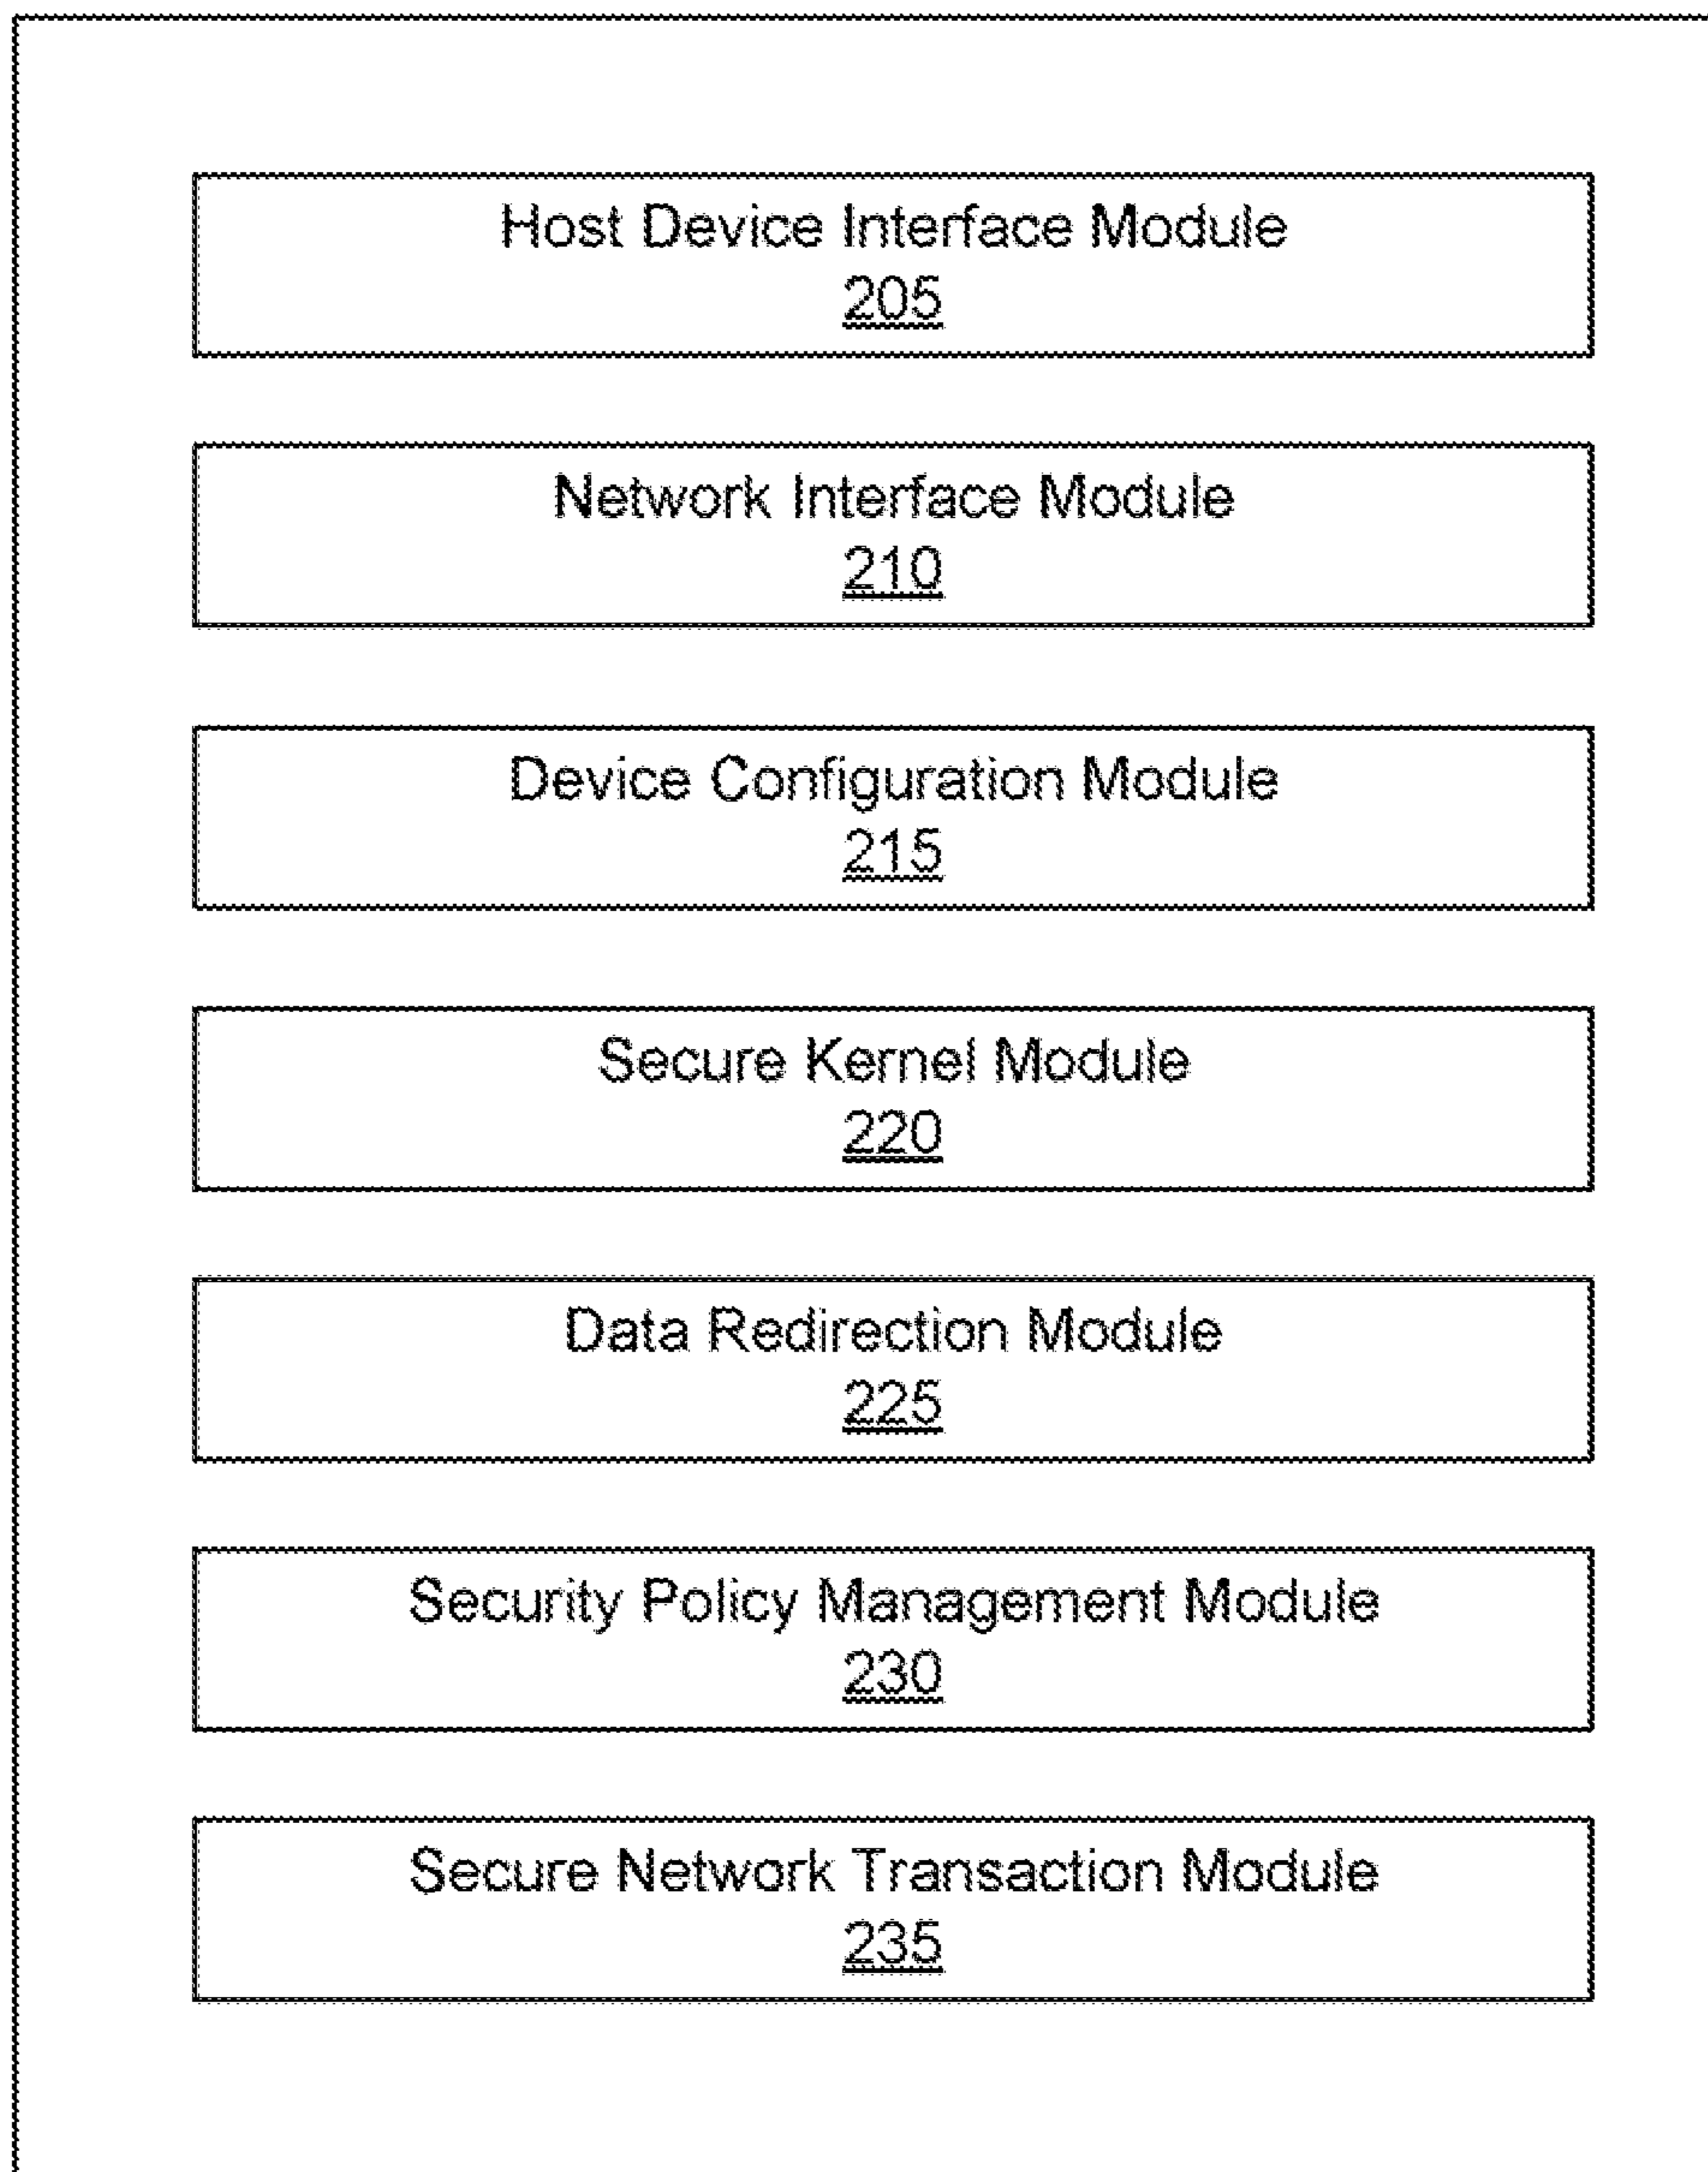 Host Device Interface Module
205
Network Interface Module
210
Device Configuration Module
215
Secure Kernel Module
220
Data Redirection Module
225
Security Policy Management Module
230
Secure Network Transaction Module
235